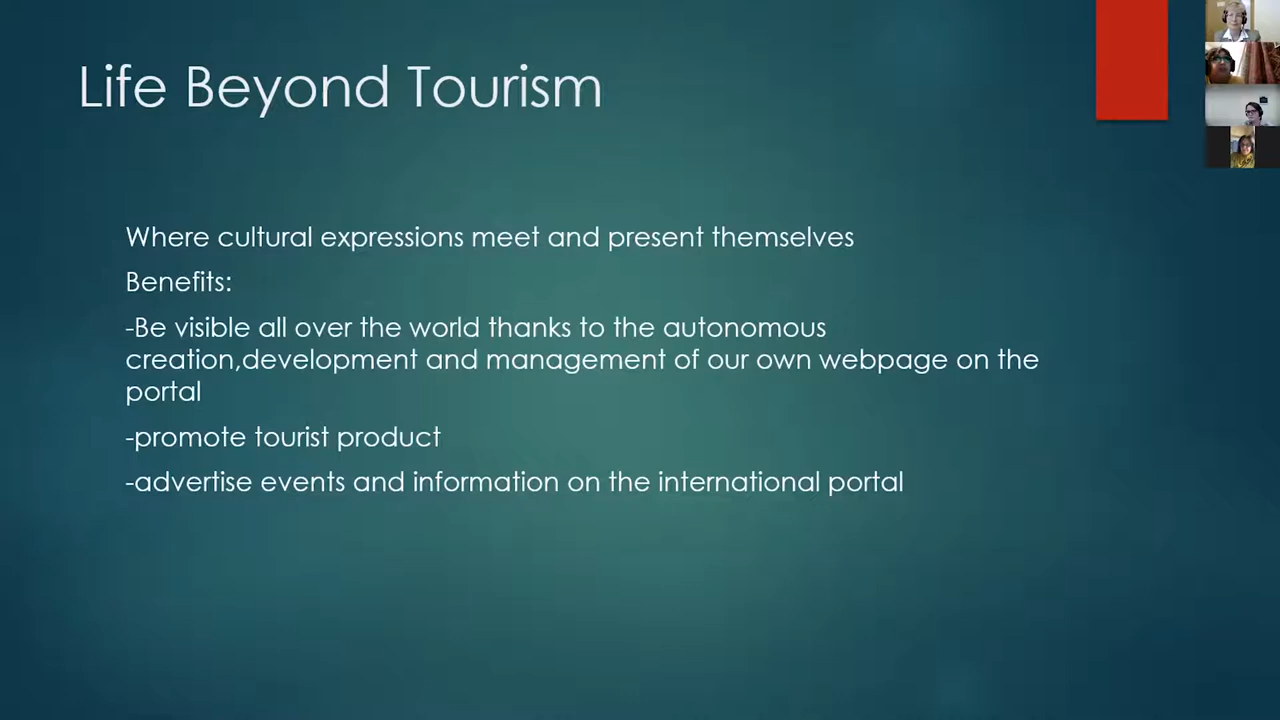 Life Beyond Tourism
Where cultural expressions meet and present themselves
Benefits:
-Be visible all over the world thanks to the autonomous
creation,development and management of our own webpage on the
portal
-promote tourist product
-advertise events and information on the international portal